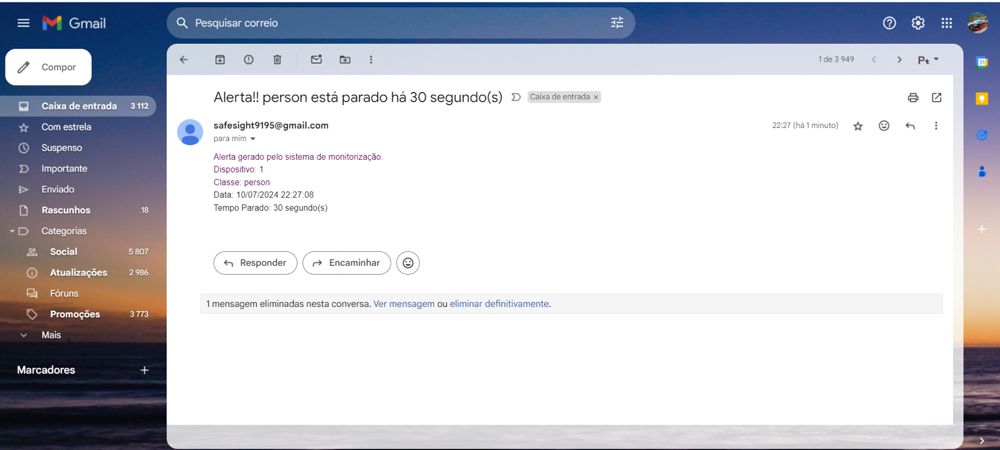 Gmail
Pesquisar correio
Compor
1 de 3 949
Pt
Caixa de entrada 3 112
Com estrela
Suspenso
Importante
Enviado
Rascunhos 18
Categorias
Social 5 807
Atualizações 2 986
Fóruns
Promoções 3 773
Mais
Marcadores
Alerta!! person está parado há 30 segundo(s)
Caixa de entrada ×
safesight9195@gmail.com
22:27 (há 1 minuto)
para mim
Alerta gerado pelo sistema de monitorização.
Dispositivo: 1
Classe: person
Data: 10/07/2024 22:27:08
Tempo Parado: 30 segundo(s)
Responder
Encaminhar
1 mensagem eliminadas nesta conversa. Ver mensagem ou eliminar definitivamente.
31